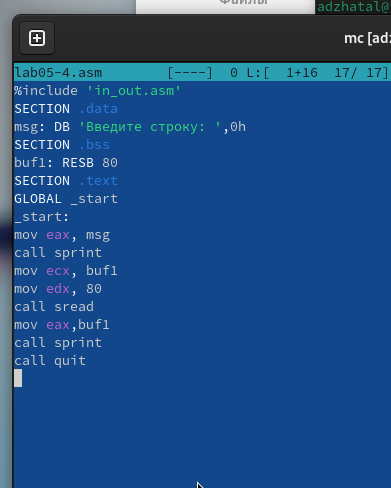 Файлы
adzhatal@
mc [adz
lab05-4.asm [----] 0 L:[ 1+16 17/ 17]
%include 'in_out.asm'
SECTION .data
msg: DB 'Введите строку: ',0h
SECTION .bss
buf1: RESB 80
SECTION .text
GLOBAL _start
_start:
mov eax, msg
call sprint
mov ecx, buf1
mov edx, 80
call sread
mov eax,buf1
call sprint
call quit